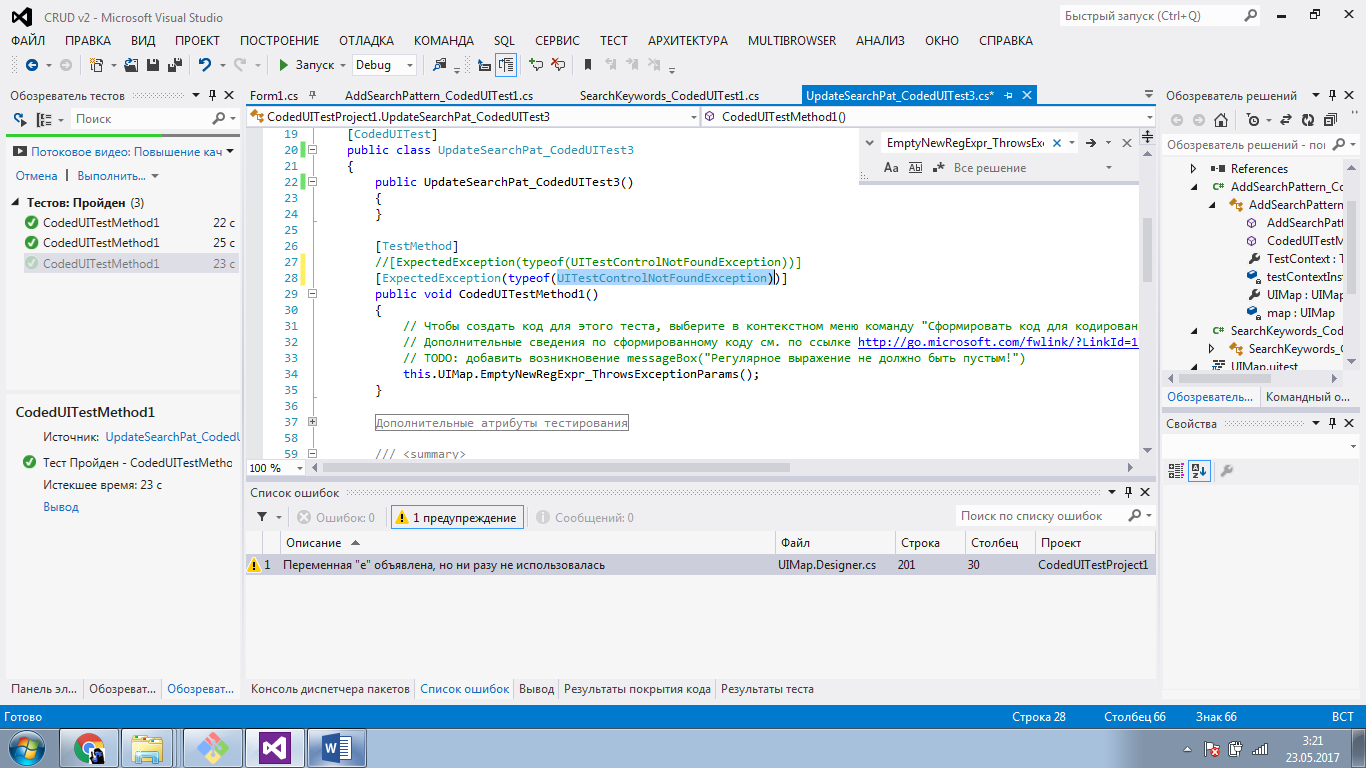 CRUD v2 - Microsoft Visual Studio
Быстрый запуск (Ctrl+Q)
ФАЙЛ ПРАВКА ВИД ПРОЕКТ ПОСТРОЕНИЕ ОТЛАДКА КОМАНДА SQL СЕРВИС ТЕСТ АРХИТЕКТУРА MULTIBROWSER АНАЛИЗ ОКНО СПРАВКА
Запуск Debug
Обозреватель тестов
Поиск
Потоковое видео: Повышение кач
Отмена | Выполнить...
Тестов: Пройден (3)
CodedUITestMethod1 22 с
CodedUITestMethod1 25 с
CodedUITestMethod1 23 с
CodedUITestMethod1
Источник: UpdateSearchPat_CodedU
Тест Пройден - CodedUITestMetho
Истекшее время: 23 с
Вывод
Панель эл... Обозреват... Обозреват...
Form1.cs AddSearchPattern_CodedUITest1.cs SearchKeywords_CodedUITest1.cs UpdateSearchPat_CodedUITest3.cs*
CodedUITestProject1.UpdateSearchPat_CodedUITest3 CodedUITestMethod1()
EmptyNewRegExpr_ThrowsExc
Aa Ab .* Все решение
19 [CodedUITest]
20 public class UpdateSearchPat_CodedUITest3
21 {
22 public UpdateSearchPat_CodedUITest3()
23 {
24 }
25
26 [TestMethod]
27 //[ExpectedException(typeof(UITestControlNotFoundException))]
28 [ExpectedException(typeof(UITestControlNotFoundException))]
29 public void CodedUITestMethod1()
30 {
31 // Чтобы создать код для этого теста, выберите в контекстном меню команду "Сформировать код для кодирован
32 // Дополнительные сведения по сформированному коду см. по ссылке http://go.microsoft.com/fwlink/?LinkId=1
33 // TODO: добавить возникновение messageBox("Регулярное выражение не должно быть пустым!")
34 this.UIMap.EmptyNewRegExpr_ThrowsExceptionParams();
35 }
36
37 Дополнительные атрибуты тестирования
58
59 /// <summary>
100 %
Список ошибок
Ошибок: 0 1 предупреждение Сообщений: 0
Поиск по списку ошибок
Описание Файл Строка Столбец Проект
1 Переменная "e" объявлена, но ни разу не использовалась UIMap.Designer.cs 201 30 CodedUITestProject1
Консоль диспетчера пакетов Список ошибок Вывод Результаты покрытия кода Результаты теста
Обозреватель решений
Обозреватель решений - пои
References
AddSearchPattern_Co
AddSearchPattern
AddSearchPatt
CodedUITestM
TestContext : T
testContextInst
UIMap : UIMap
map : UIMap
SearchKeywords_Cod
SearchKeywords_C
UIMap.uitest
Обозреватель... Командный о...
Свойства
Готово Строка 28 Столбец 66 Знак 66 ВСТ
3:21
23.05.2017